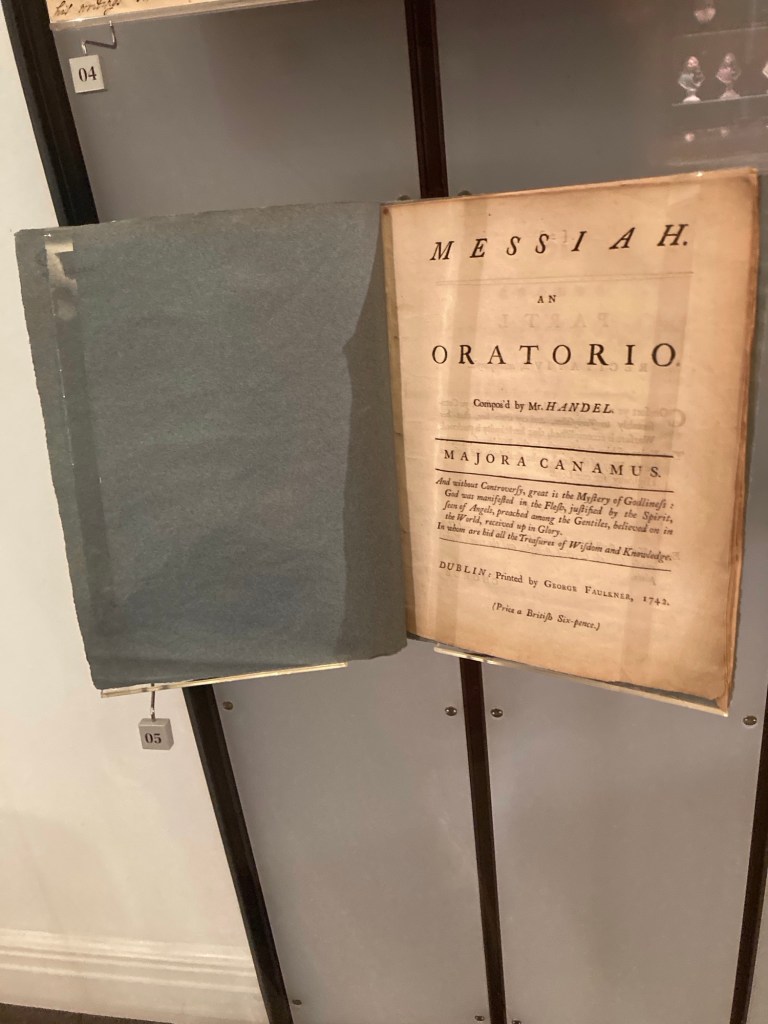 04
MESSIAH.
AN
ORATORIO.
Compos'd by Mr. HANDEL.
MAJORA CANAMUS.
And without Controversy, great is the Mystery of Godliness:
God was manifested in the Flesh, justified by the Spirit,
seen of Angels, preached among the Gentiles, believed on in
the World, received up in Glory.
In whom are hid all the Treasures of Wisdom and Knowledge.
DUBLIN: Printed by GEORGE FAULKNER, 1742.
(Price a British Six-pence.)
05